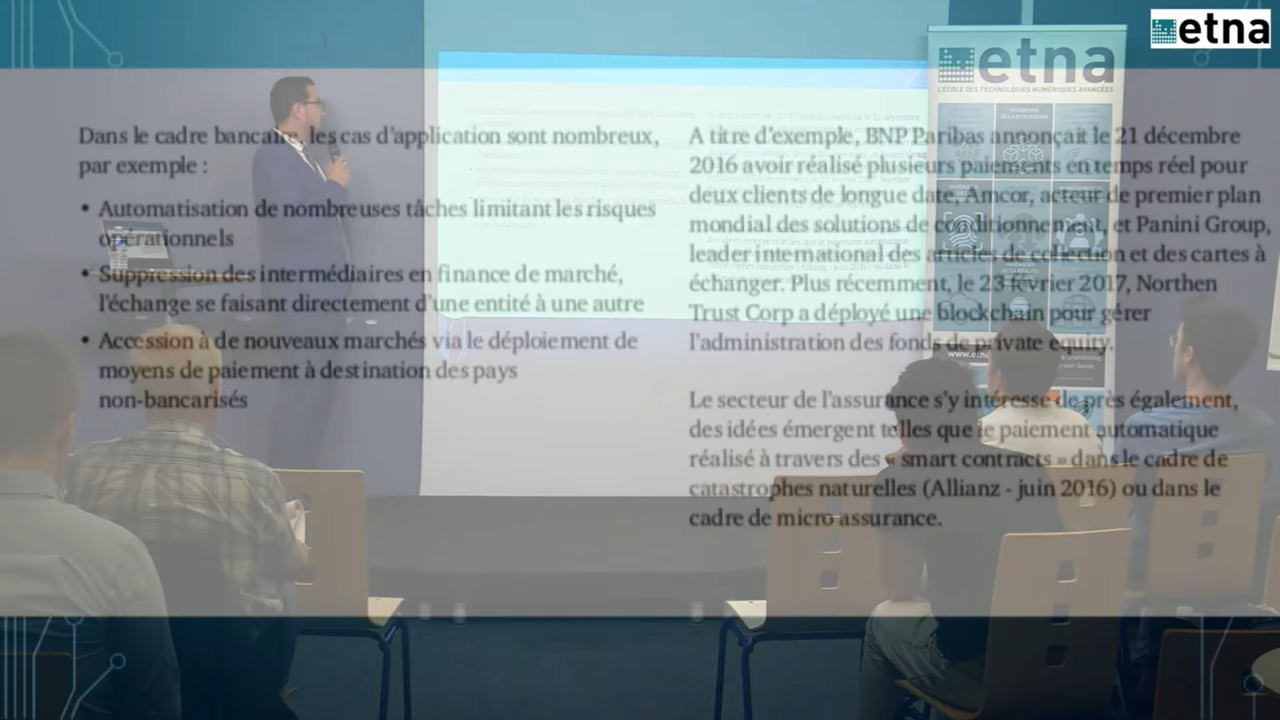 etna
etna
L'ÉCOLE DES TECHNOLOGIES NUMÉRIQUES AVANCÉES
Dans le cadre bancaire, les cas d'application sont nombreux,
par exemple :
• Automatisation de nombreuses tâches limitant les risques
opérationnels
• Suppression des intermédiaires en finance de marché,
l'échange se faisant directement d'une entité à une autre
• Accession à de nouveaux marchés via le déploiement de
moyens de paiement à destination des pays
non-bancarisés
A titre d'exemple, BNP Paribas annonçait le 21 décembre
2016 avoir réalisé plusieurs paiements en temps réel pour
deux clients de longue date, Amcor, acteur de premier plan
mondial des solutions de conditionnement, et Panini Group,
leader international des articles de collection et des cartes à
échanger. Plus récemment, le 23 février 2017, Northen
Trust Corp a déployé une blockchain pour gérer
l'administration des fonds de private equity.
Le secteur de l'assurance s'y intéresse de près également,
des idées émergent telles que le paiement automatique
réalisé à travers des « smart contracts » dans le cadre de
catastrophes naturelles (Allianz - juin 2016) ou dans le
cadre de micro assurance.